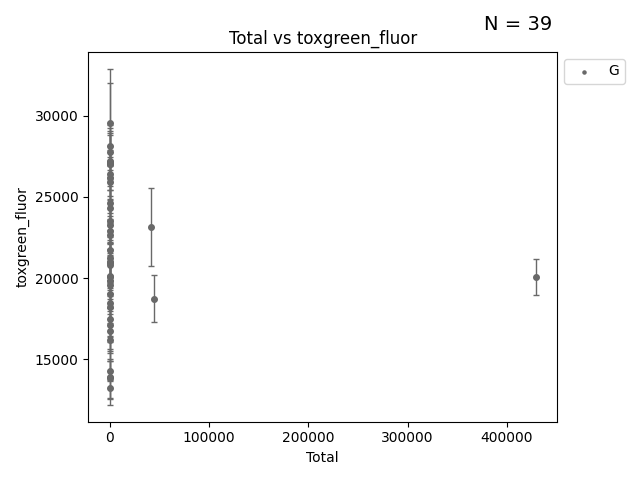 N = 39
Total vs toxgreen_fluor
G
30000
25000
20000
15000
toxgreen_fluor
0 100000 200000 300000 400000
Total